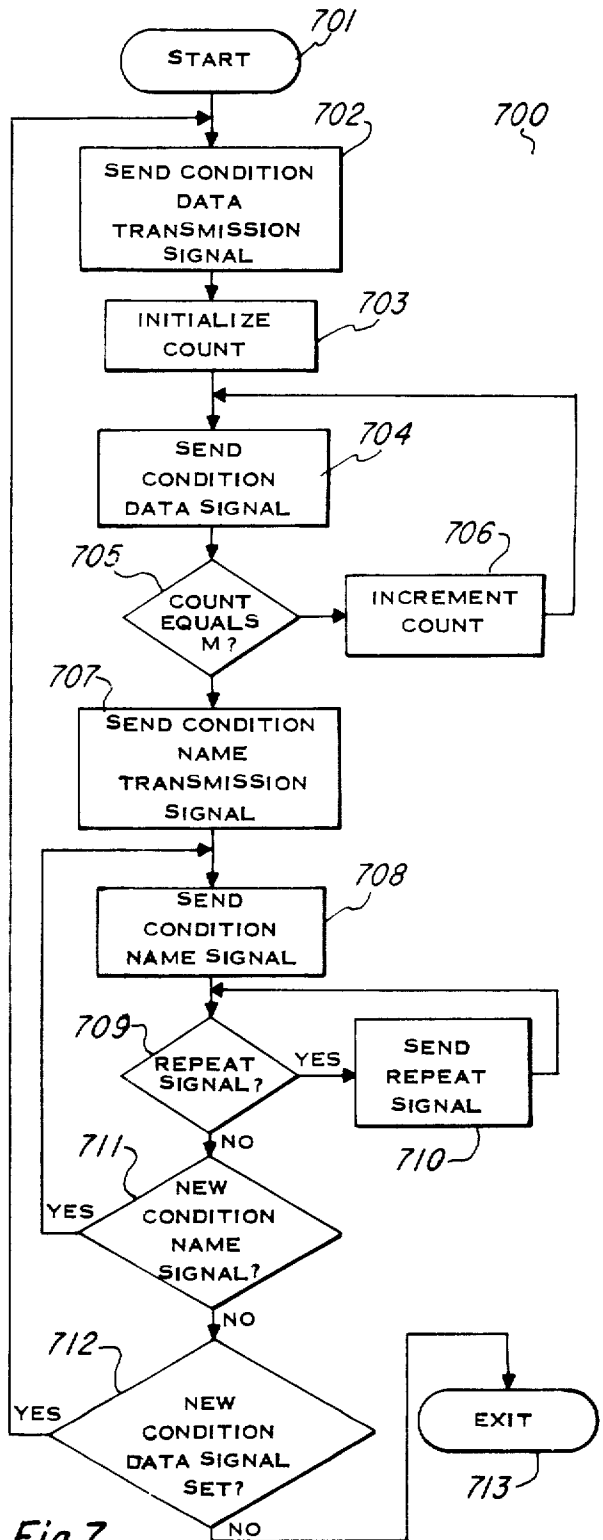 701
START
702
700
SEND CONDITION
DATA
TRANSMISSION
SIGNAL
703
INITIALIZE
COUNT
704
SEND
CONDITION
DATA SIGNAL
705
COUNT
EQUALS
M?
706
INCREMENT
COUNT
707
SEND CONDITION
NAME
TRANSMISSION
SIGNAL
708
SEND
CONDITION
NAME SIGNAL
709
REPEAT
SIGNAL?
YES
SEND
REPEAT
SIGNAL
710
NO
711
YES
NEW
CONDITION
NAME
SIGNAL?
NO
712
YES
NEW
CONDITION
DATA SIGNAL
SET?
NO
EXIT
713
Fig. 7